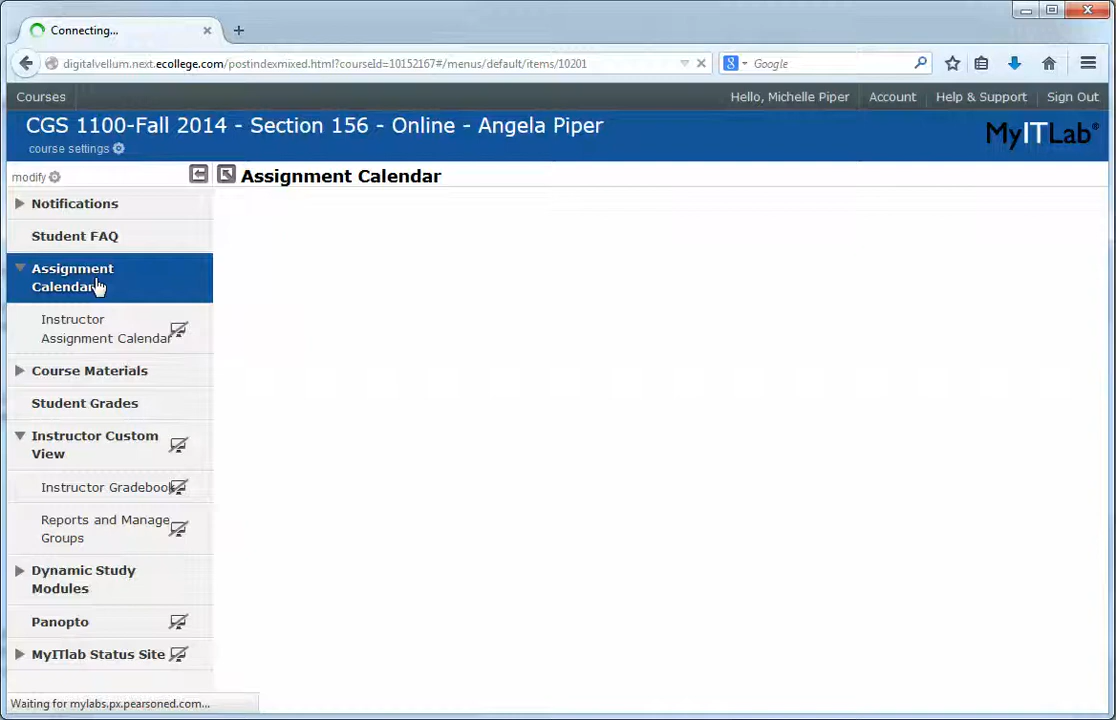 Connecting...
digitalvellum.next.ecollege.com/postindexmixed.html?courseId=10152167#/menus/default/items/10201
Google
Courses
Hello, Michelle Piper
Account
Help & Support
Sign Out
CGS 1100-Fall 2014 - Section 156 - Online - Angela Piper
course settings
MyITLab®
modify
Assignment Calendar
Notifications
Student FAQ
Assignment
Calendar
Instructor
Assignment Calendar
Course Materials
Student Grades
Instructor Custom
View
Instructor Gradebook
Reports and Manage
Groups
Dynamic Study
Modules
Panopto
MyITlab Status Site
Waiting for mylabs.px.pearsoned.com...